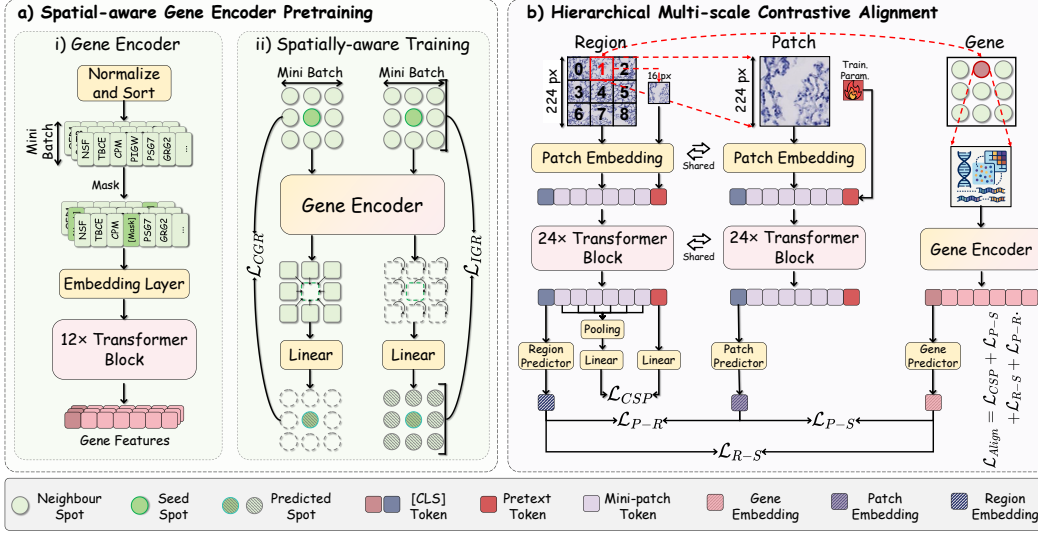 a) Spatial-aware Gene Encoder Pretraining
i) Gene Encoder
Normalize
and Sort
Mini
Batch
NSF
TBCE
CPM
PIGW
PSG7
GRG2
...
Mask
NSF
TBCE
CPM
[Mask]
PSG7
GRG2
...
Embedding Layer
12× Transformer
Block
Gene Features
ii) Spatially-aware Training
Mini Batch
Mini Batch
Gene Encoder
ℒCGR
ℒIGR
Linear
Linear
b) Hierarchical Multi-scale Contrastive Alignment
Region
Patch
Gene
224 px
0 1 2
3 4 5
6 7 8
16 px
224 px
Train.
Param.
Patch Embedding
Shared
Patch Embedding
24× Transformer
Block
Shared
24× Transformer
Block
Gene Encoder
Pooling
Region
Predictor
Linear
Linear
Patch
Predictor
Gene
Predictor
ℒCSP
ℒP−R
ℒP−S
ℒR−S
ℒAlign = ℒCSP + ℒP−S
+ℒR−S + ℒP−R.
Neighbour
Spot
Seed
Spot
Predicted
Spot
[CLS]
Token
Pretext
Token
Mini-patch
Token
Gene
Embedding
Patch
Embedding
Region
Embedding